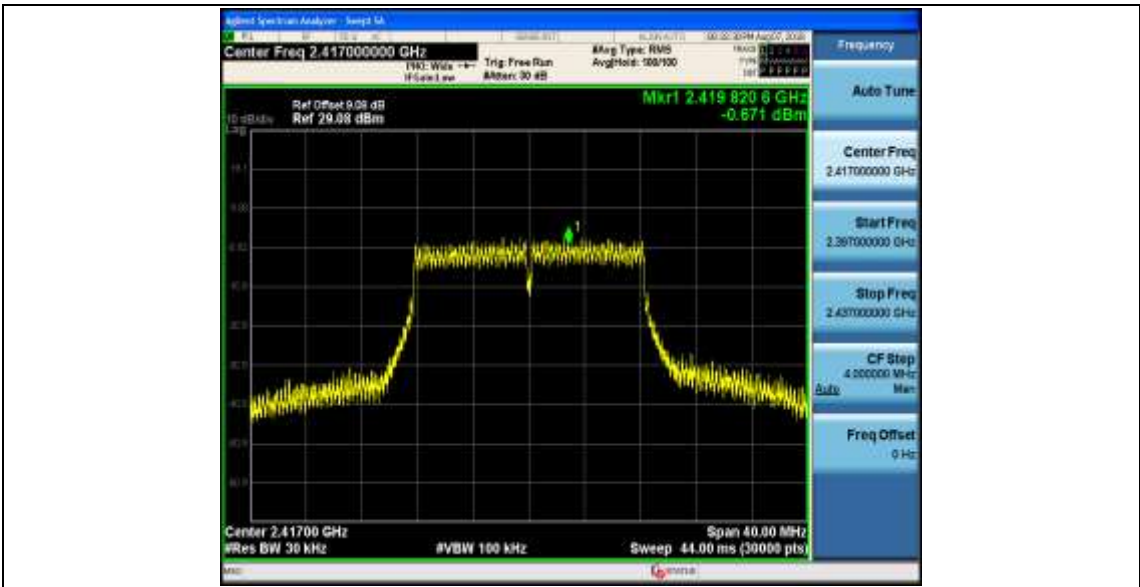 Agilent Spectrum Analyzer - Swept SA
Center Freq 2.417000000 GHz
PNO: Wide
IFGain:Low
Trig: Free Run
#Atten: 30 dB
#Avg Type: RMS
Avg|Hold: 100/100
Frequency
Auto Tune
Mkr1 2.419 820 6 GHz
-0.671 dBm
Ref Offset 9.08 dB
10 dB/div
Ref 29.08 dBm
Log
1
Center Freq
2.417000000 GHz
Start Freq
2.397000000 GHz
Stop Freq
2.437000000 GHz
CF Step
4.000000 MHz
Auto
Man
Freq Offset
0 Hz
Center 2.41700 GHz
Span 40.00 MHz
#Res BW 30 kHz
#VBW 100 kHz
Sweep 44.00 ms (30000 pts)
MSG
STATUS